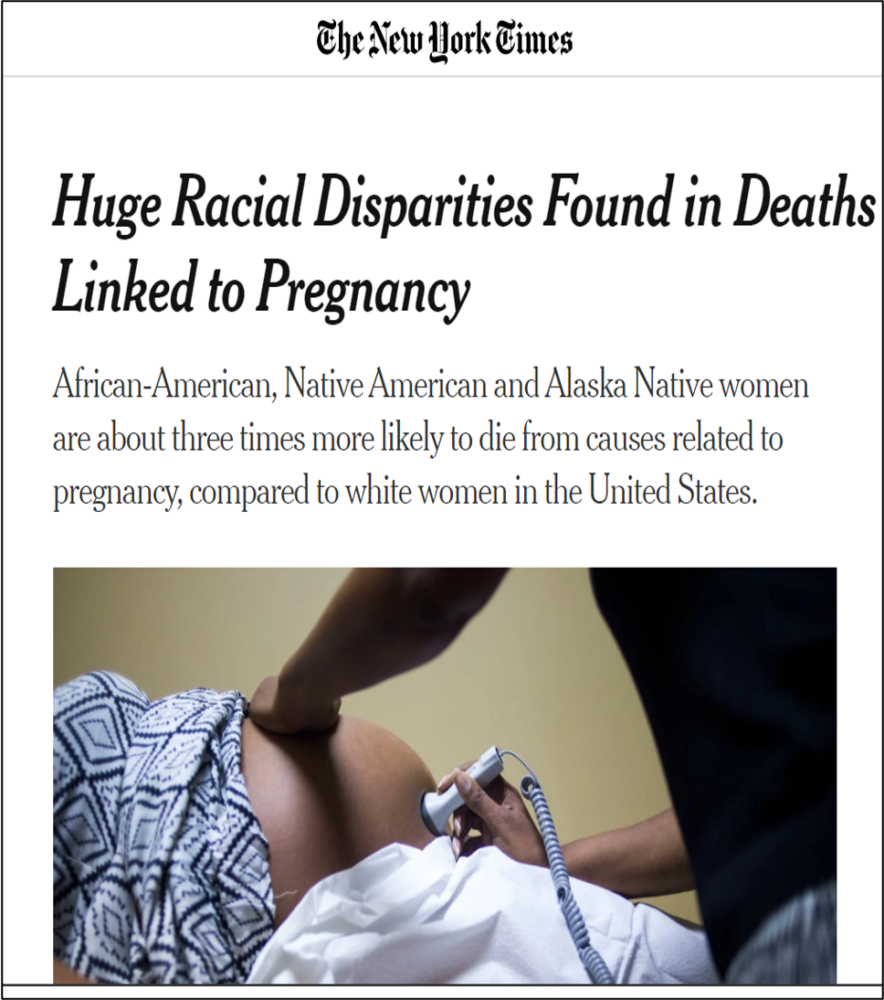 The New York Times
Huge Racial Disparities Found in Deaths
Linked to Pregnancy
African-American, Native American and Alaska Native women
are about three times more likely to die from causes related to
pregnancy, compared to white women in the United States.